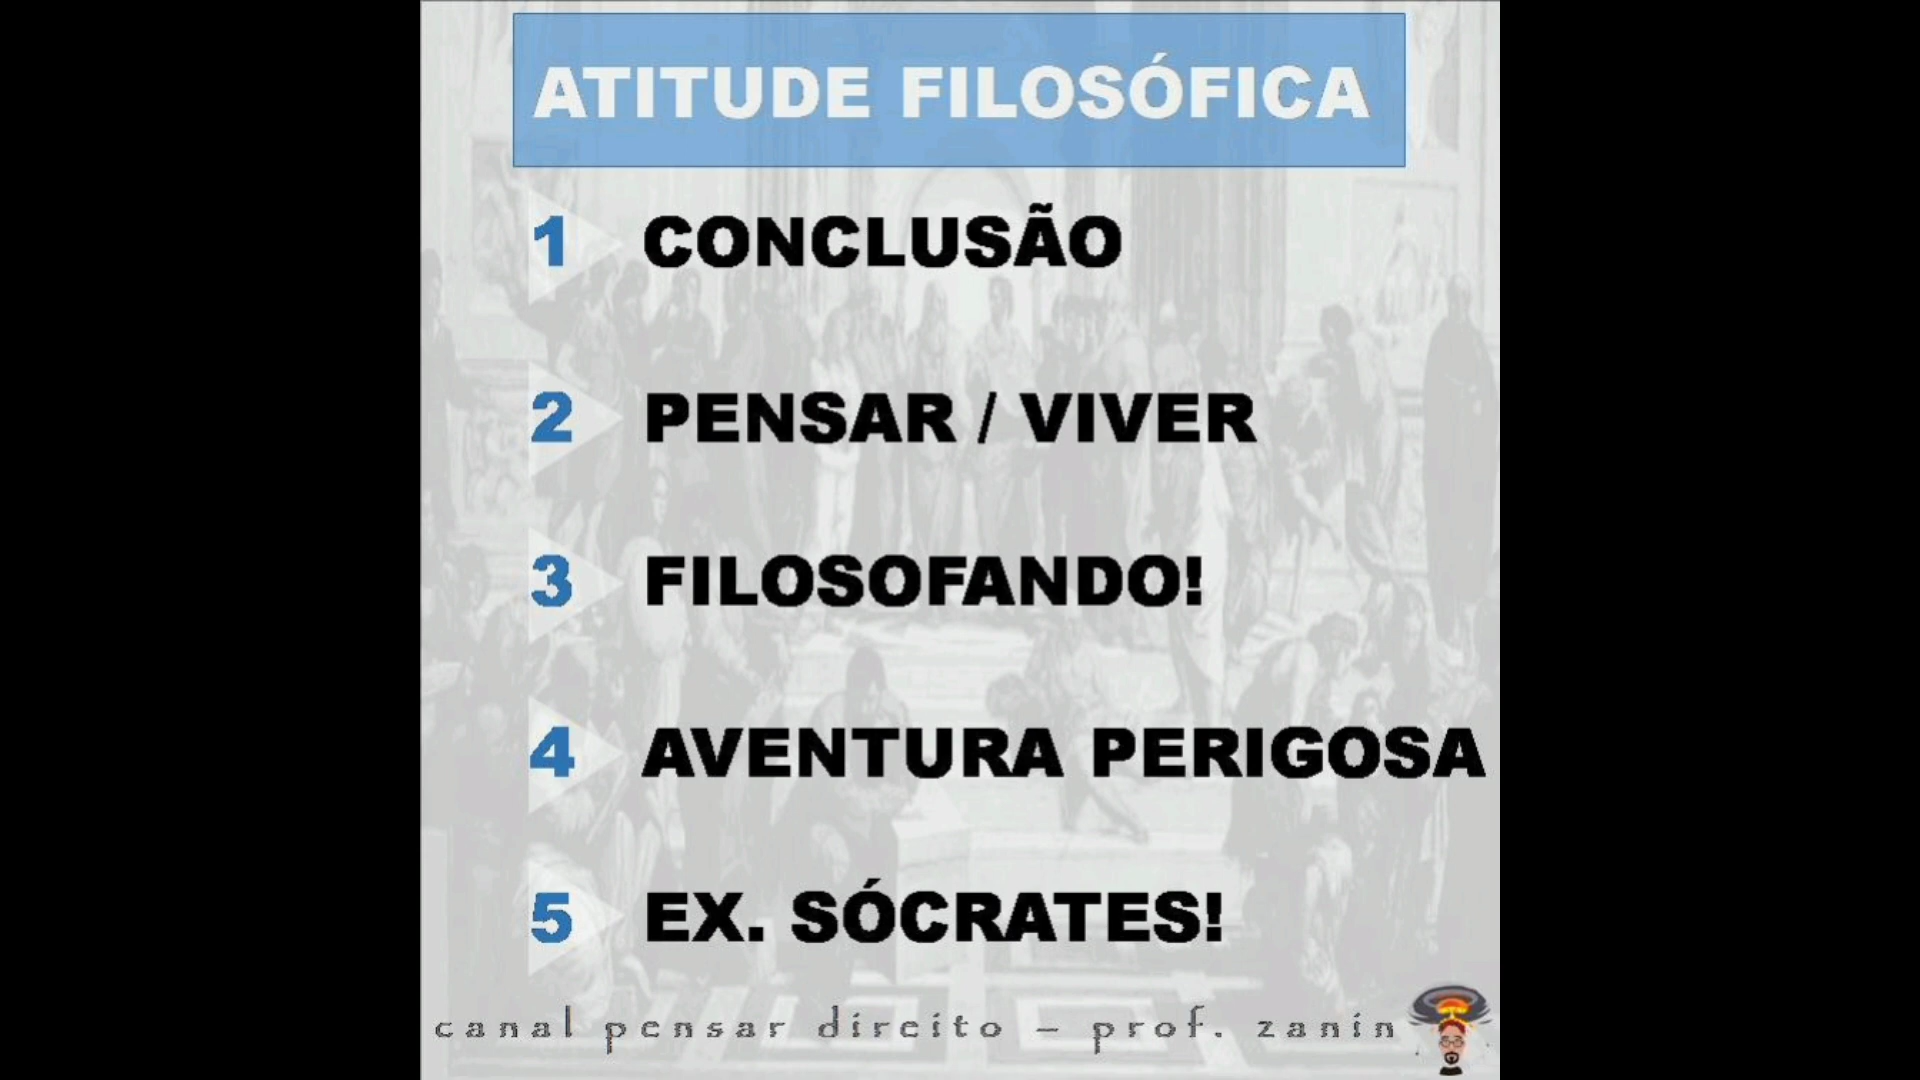 ATITUDE FILOSÓFICA
1 CONCLUSÃO
2 PENSAR / VIVER
3 FILOSOFANDO!
4 AVENTURA PERIGOSA
5 EX. SÓCRATES!
canal pensar direito – prof. zanin